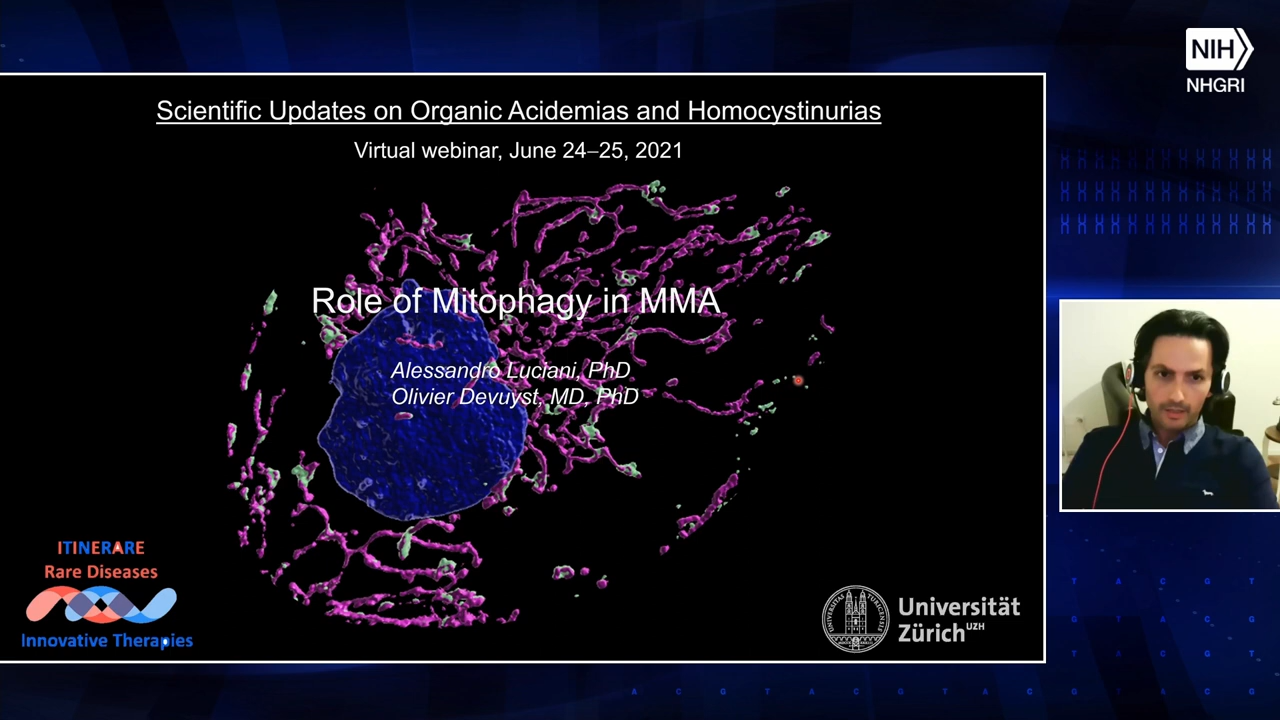 NIH
NHGRI
Scientific Updates on Organic Acidemias and Homocystinurias
Virtual webinar, June 24–25, 2021
Role of Mitophagy in MMA
Alessandro Luciani, PhD
Olivier Devuyst, MD, PhD
ITINERARE
Rare Diseases
Innovative Therapies
Universität
Zürich UZH
T A C G T
T A C G T
A C G T A C G T A C G T A C G